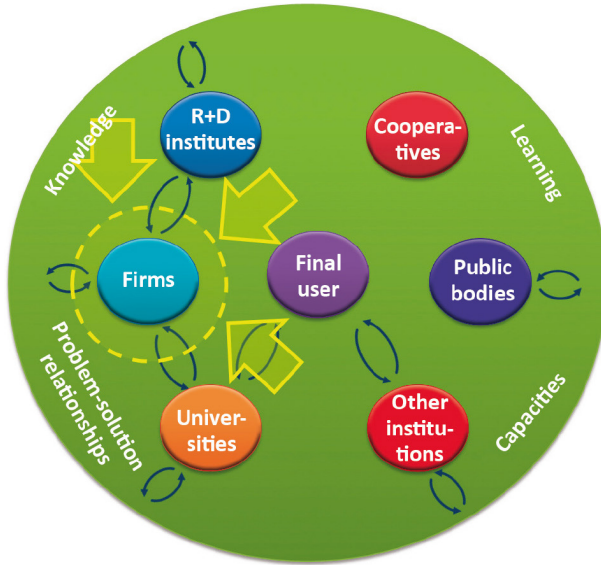 R+D
institutes
Coopera-
tives
Knowledge
Learning
Firms
Final
user
Public
bodies
Problem-solution
relationships
Univer-
sities
Other
institu-
tions
Capacities